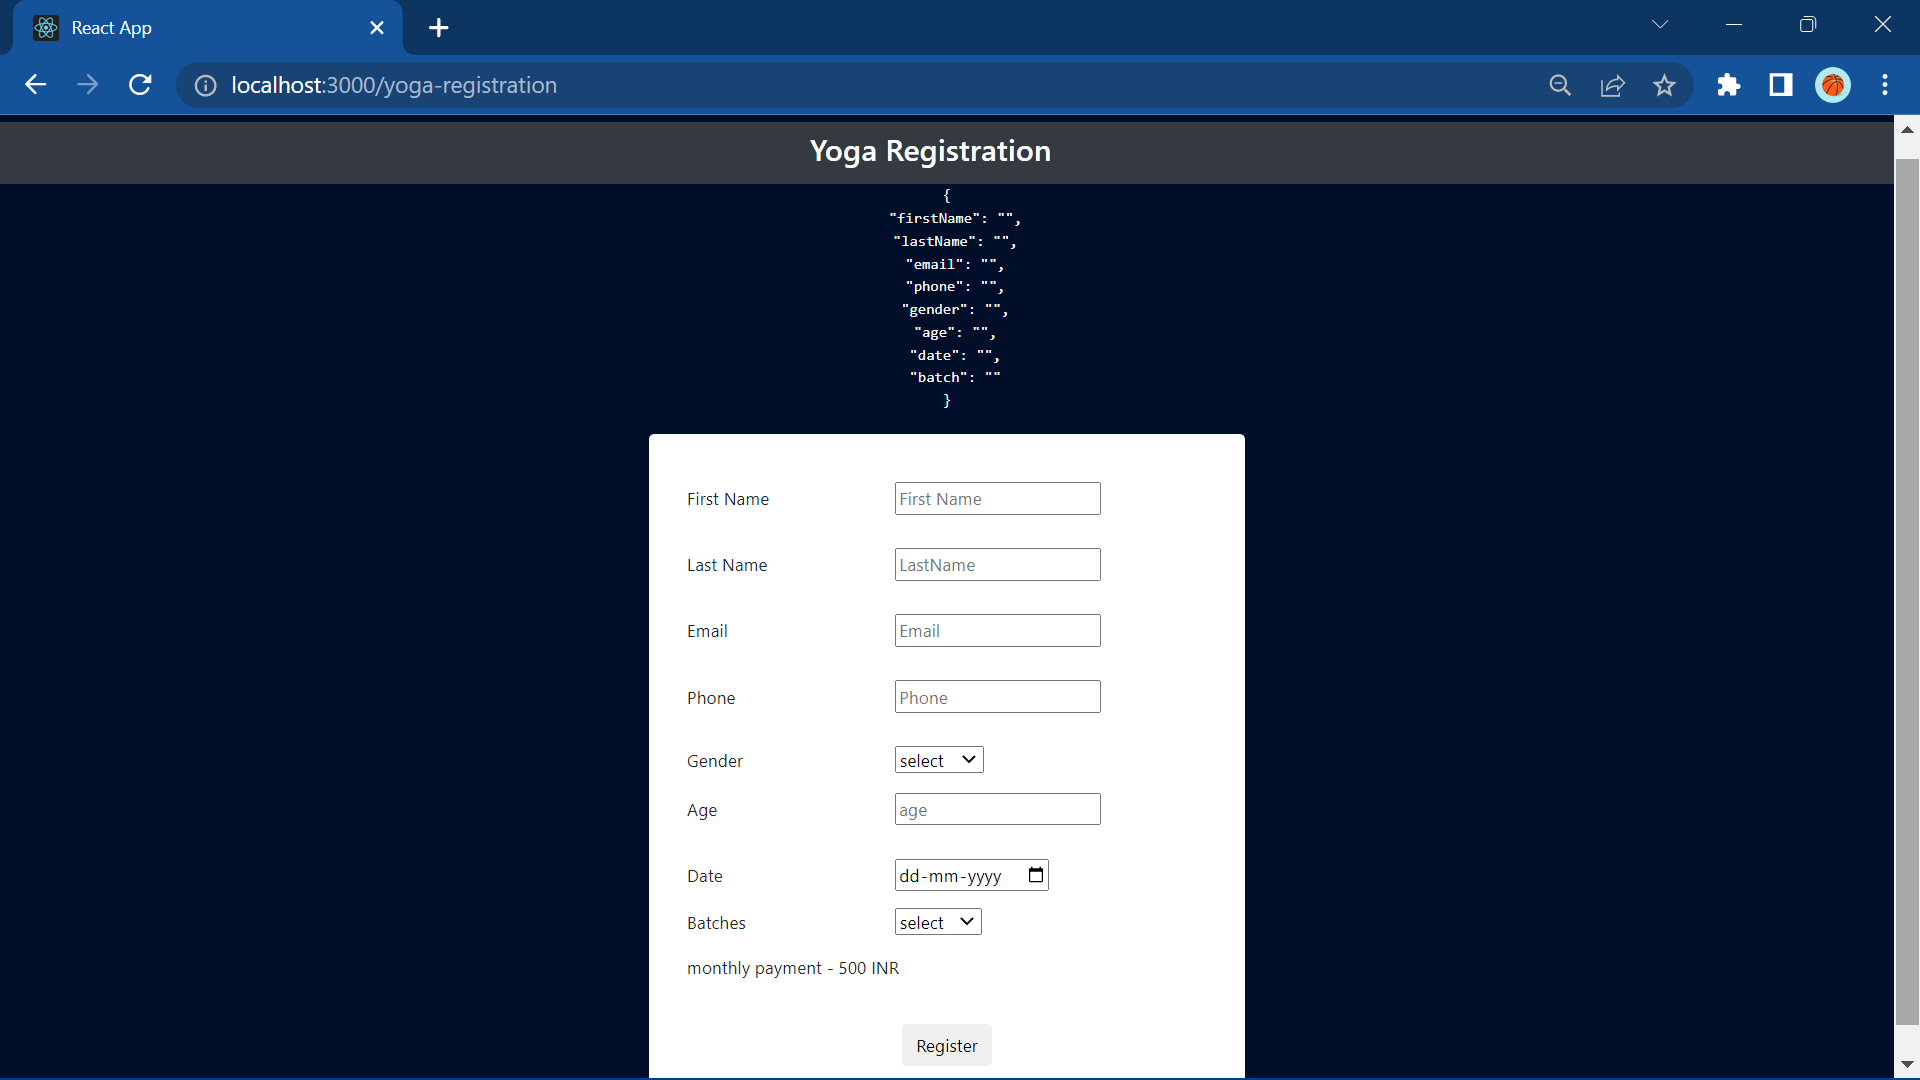 React App
localhost:3000/yoga-registration
Yoga Registration
{
"firstName": "",
"lastName": "",
"email": "",
"phone": "",
"gender": "",
"age": "",
"date": "",
"batch": ""
}
First Name First Name
Last Name LastName
Email Email
Phone Phone
Gender select
Age age
Date dd-mm-yyyy
Batches select
monthly payment - 500 INR
Register